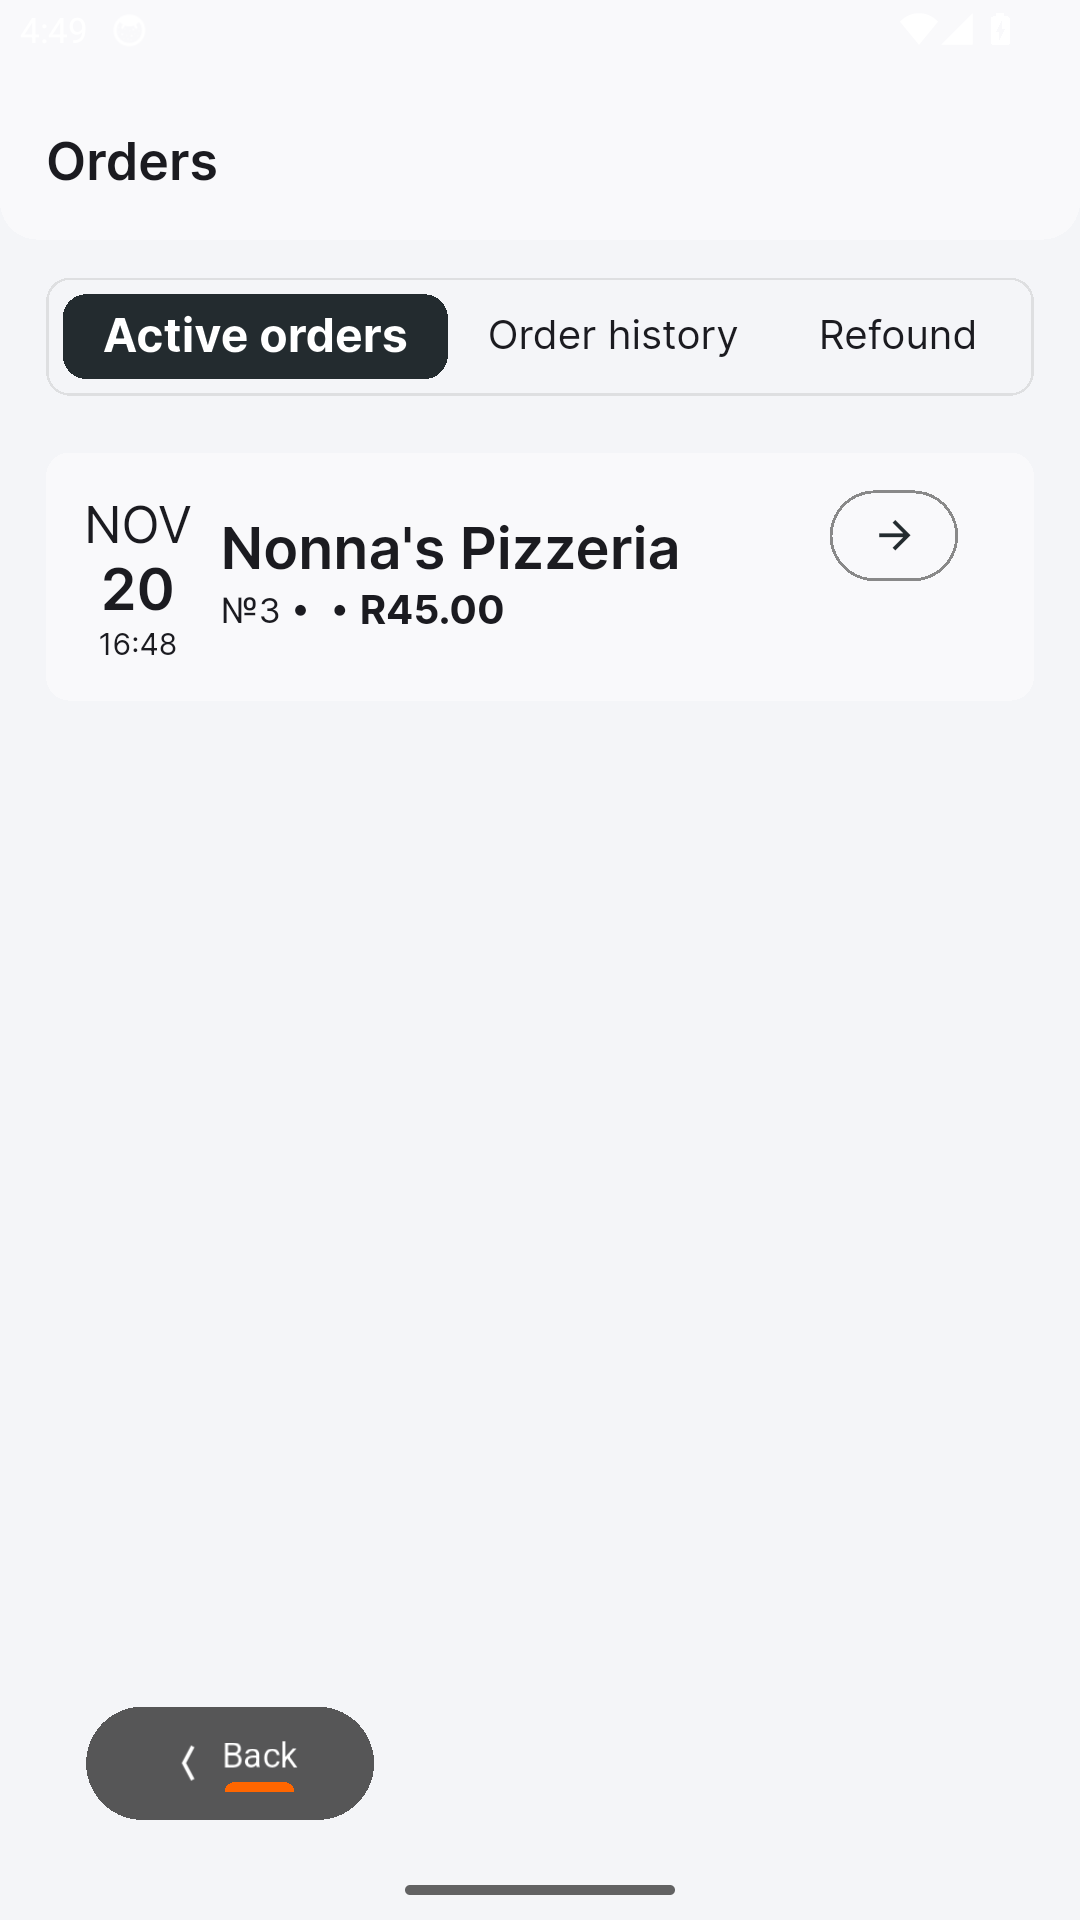 4:49
Orders
Active orders
Order history
Refound
NOV
20
16:48
Nonna's Pizzeria
№3 • • R45.00
Back